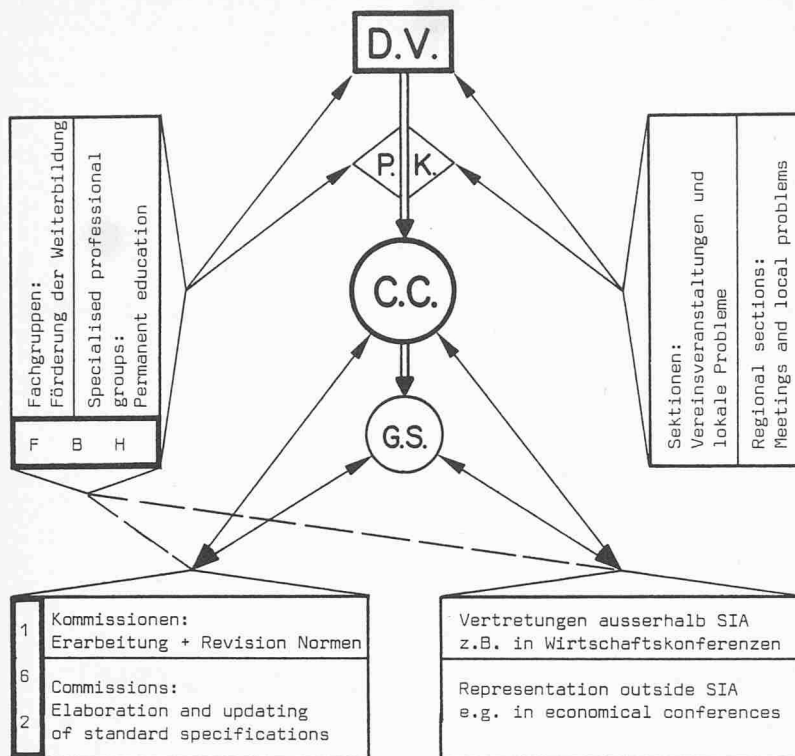 D.V.
P. K.
C.C.
G.S.
Fachgruppen:
Förderung der Weiterbildung
Specialised professional
groups:
Permanent education
F B H
Sektionen:
Vereinsveranstaltungen und
lokale Probleme
Regional sections:
Meetings and local problems
1
6
2
Kommissionen:
Erarbeitung + Revision Normen
Commissions:
Elaboration and updating
of standard specifications
Vertretungen ausserhalb SIA
z.B. in Wirtschaftskonferenzen
Representation outside SIA
e.g. in economical conferences